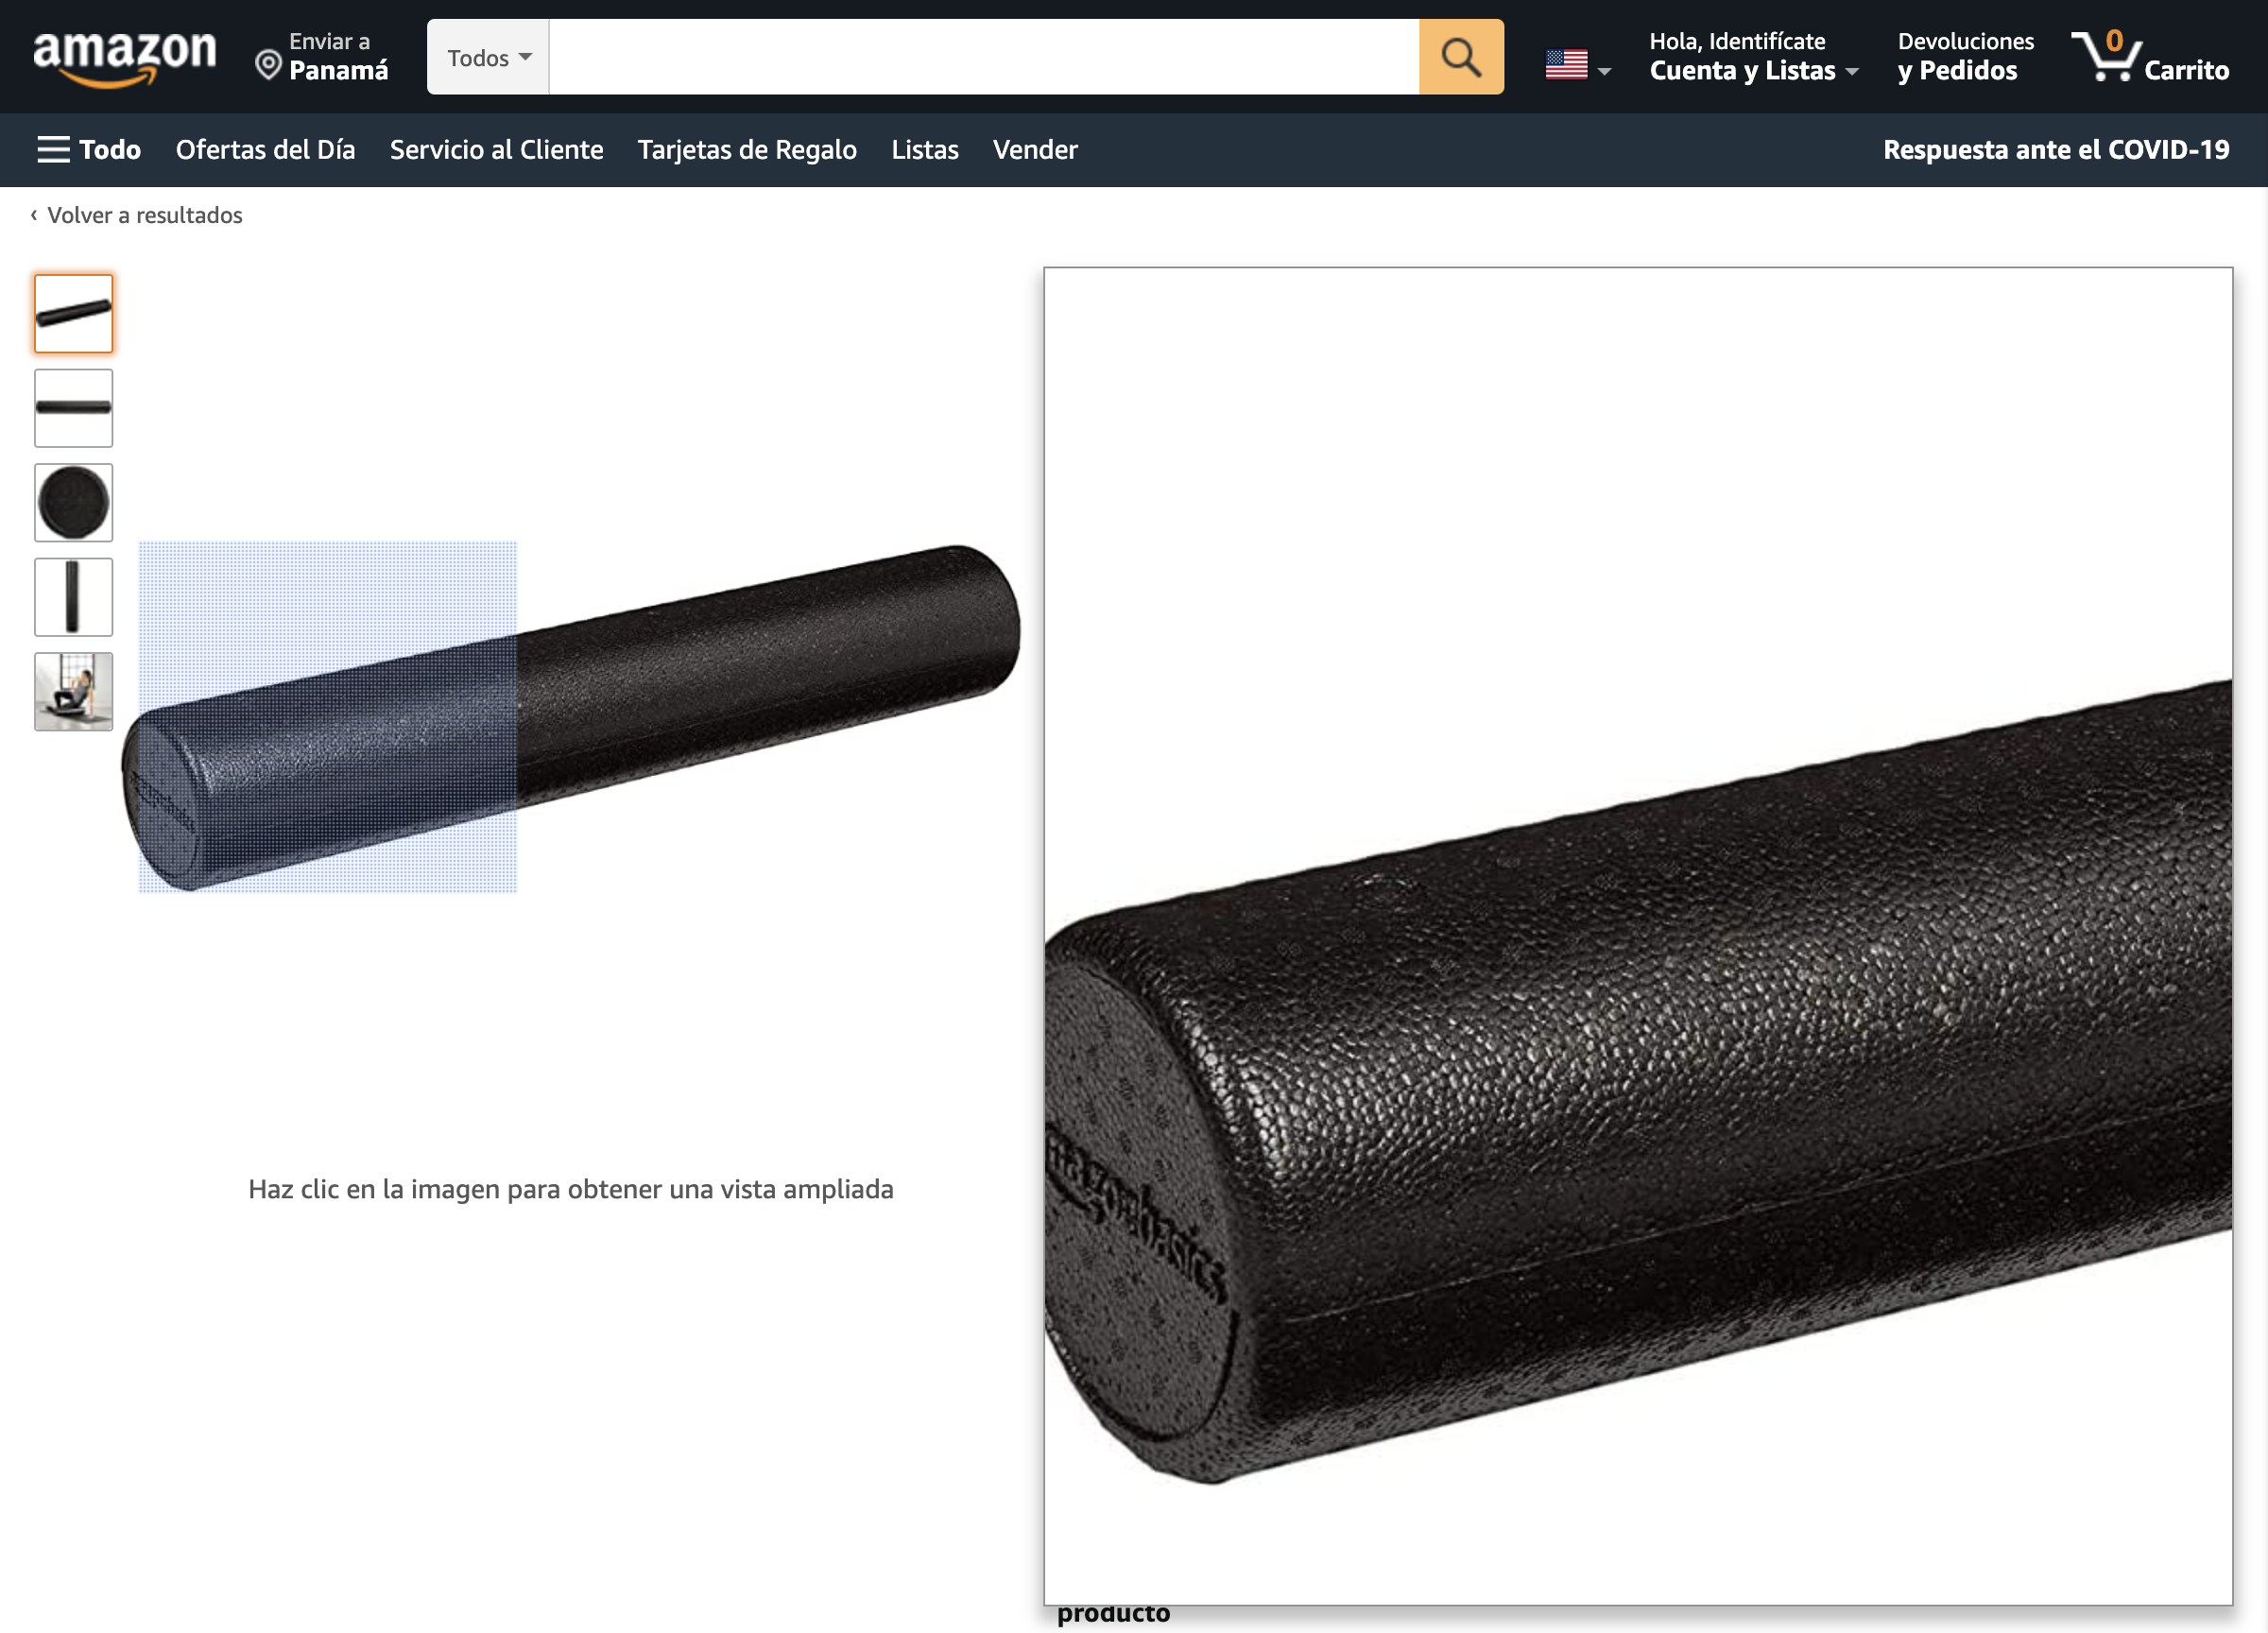 amazon
Enviar a
Panamá
Todos
Hola, Identifícate
Cuenta y Listas
Devoluciones
y Pedidos
0
Carrito
Todo
Ofertas del Día
Servicio al Cliente
Tarjetas de Regalo
Listas
Vender
Respuesta ante el COVID-19
‹ Volver a resultados
amazonbasics
Haz clic en la imagen para obtener una vista ampliada
producto